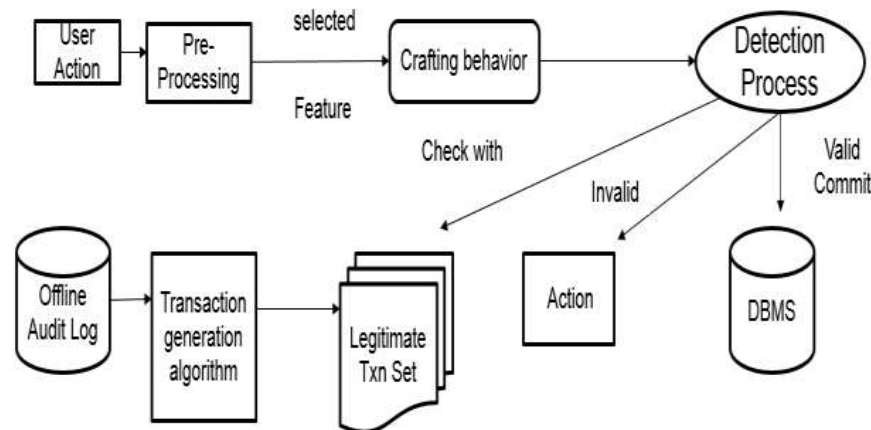 selected
User
Action
Pre-
Processing
Crafting behavior
Detection
Process
Feature
Check with
Invalid
Valid
Commit
Offline
Audit Log
Transaction
generation
algorithm
Legitimate
Txn Set
Action
DBMS